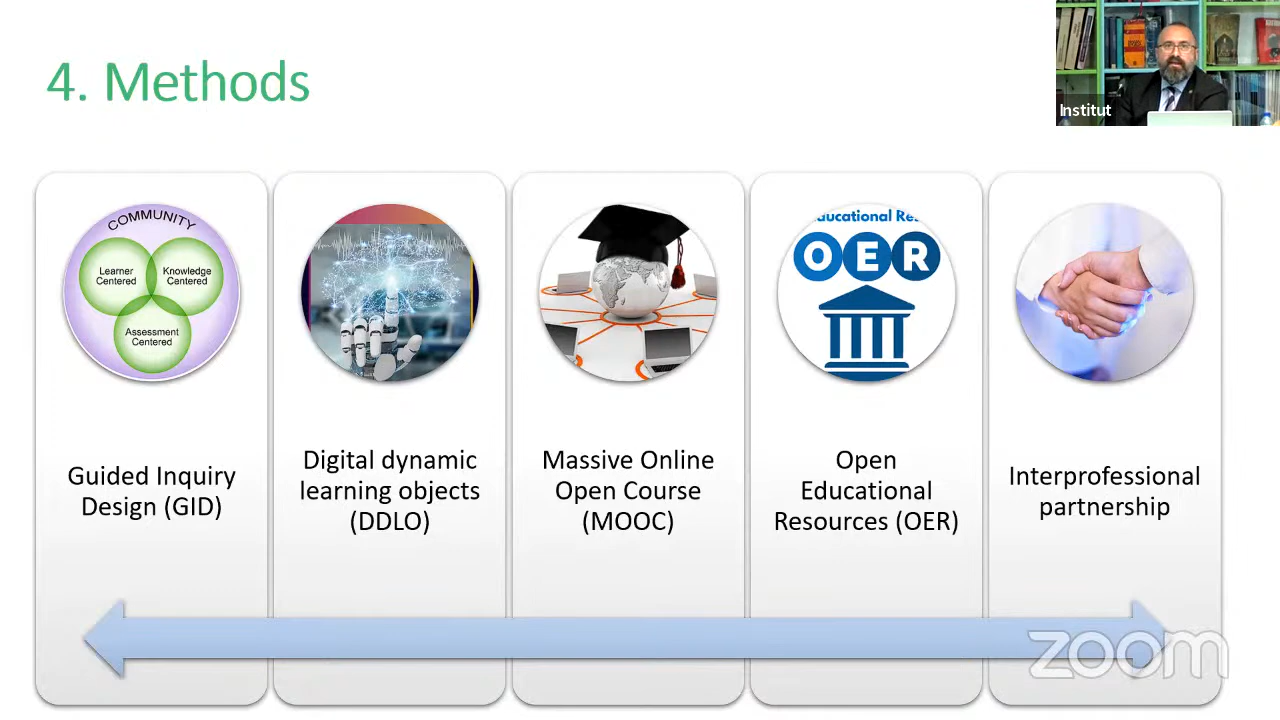 4. Methods
Institut
COMMUNITY
Learner
Centered
Knowledge
Centered
Assessment
Centered
OER
Guided Inquiry
Design (GID)
Digital dynamic
learning objects
(DDLO)
Massive Online
Open Course
(MOOC)
Open
Educational
Resources (OER)
Interprofessional
partnership
zoom